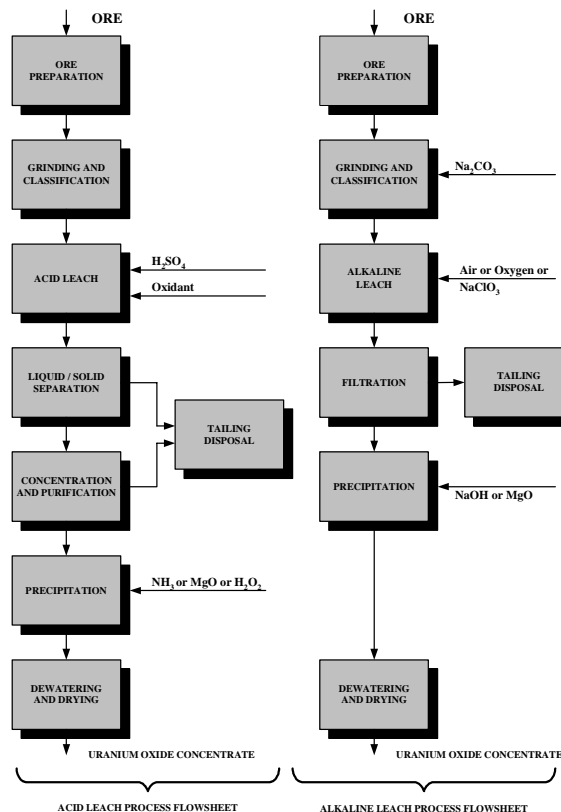 ORE
ORE
PREPARATION
GRINDING AND
CLASSIFICATION
H₂SO₄
ACID LEACH
Oxidant
LIQUID / SOLID
SEPARATION
TAILING
DISPOSAL
CONCENTRATION
AND PURIFICATION
PRECIPITATION
NH₃ or MgO or H₂O₂
DEWATERING
AND DRYING
URANIUM OXIDE CONCENTRATE
ACID LEACH PROCESS FLOWSHEET
ORE
ORE
PREPARATION
GRINDING AND
CLASSIFICATION
Na₂CO₃
ALKALINE
LEACH
Air or Oxygen or
NaClO₃
FILTRATION
TAILING
DISPOSAL
PRECIPITATION
NaOH or MgO
DEWATERING
AND DRYING
URANIUM OXIDE CONCENTRATE
ALKALINE LEACH PROCESS FLOWSHEET